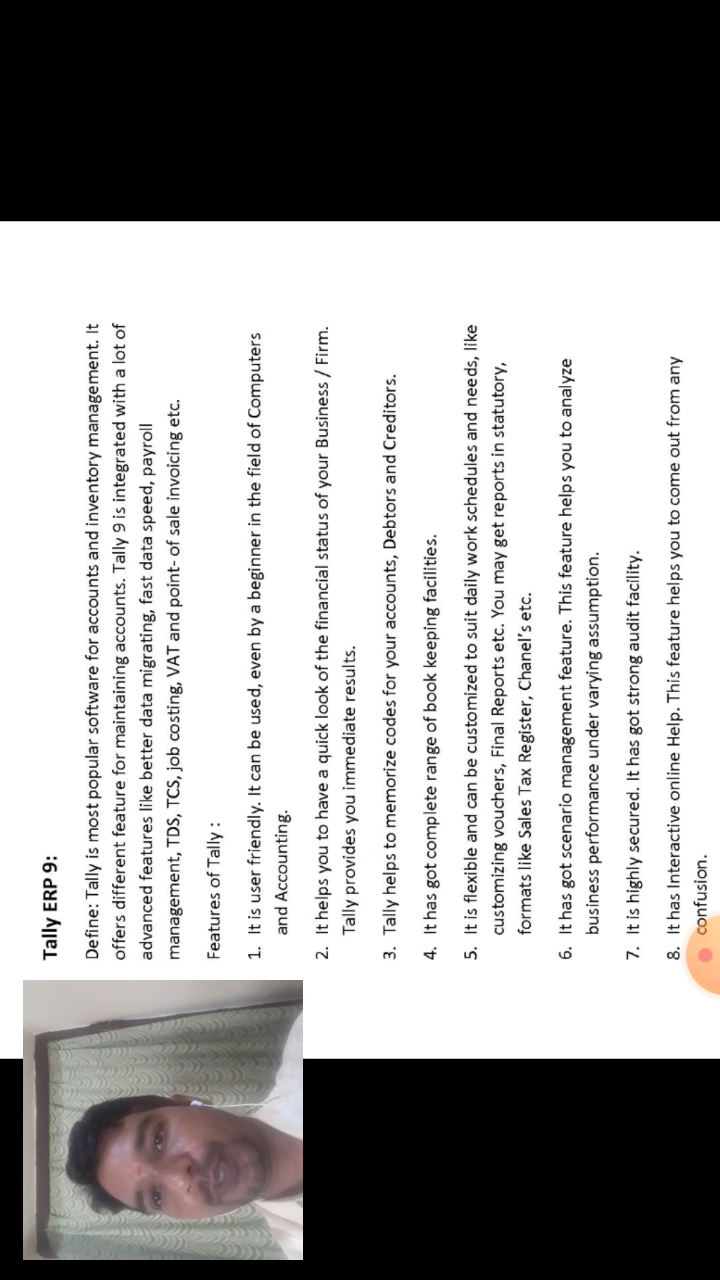 Tally ERP 9:
Define: Tally is most popular software for accounts and inventory management. It
offers different feature for maintaining accounts. Tally 9 is integrated with a lot of
advanced features like better data migrating, fast data speed, payroll
management, TDS, TCS, job costing, VAT and point- of sale invoicing etc.
Features of Tally :
1. It is user friendly. It can be used, even by a beginner in the field of Computers
and Accounting.
2. It helps you to have a quick look of the financial status of your Business / Firm.
Tally provides you immediate results.
3. Tally helps to memorize codes for your accounts, Debtors and Creditors.
4. It has got complete range of book keeping facilities.
5. It is flexible and can be customized to suit daily work schedules and needs, like
customizing vouchers, Final Reports etc. You may get reports in statutory,
formats like Sales Tax Register, Chanel's etc.
6. It has got scenario management feature. This feature helps you to analyze
business performance under varying assumption.
7. It is highly secured. It has got strong audit facility.
8. It has Interactive online Help. This feature helps you to come out from any
confusion.